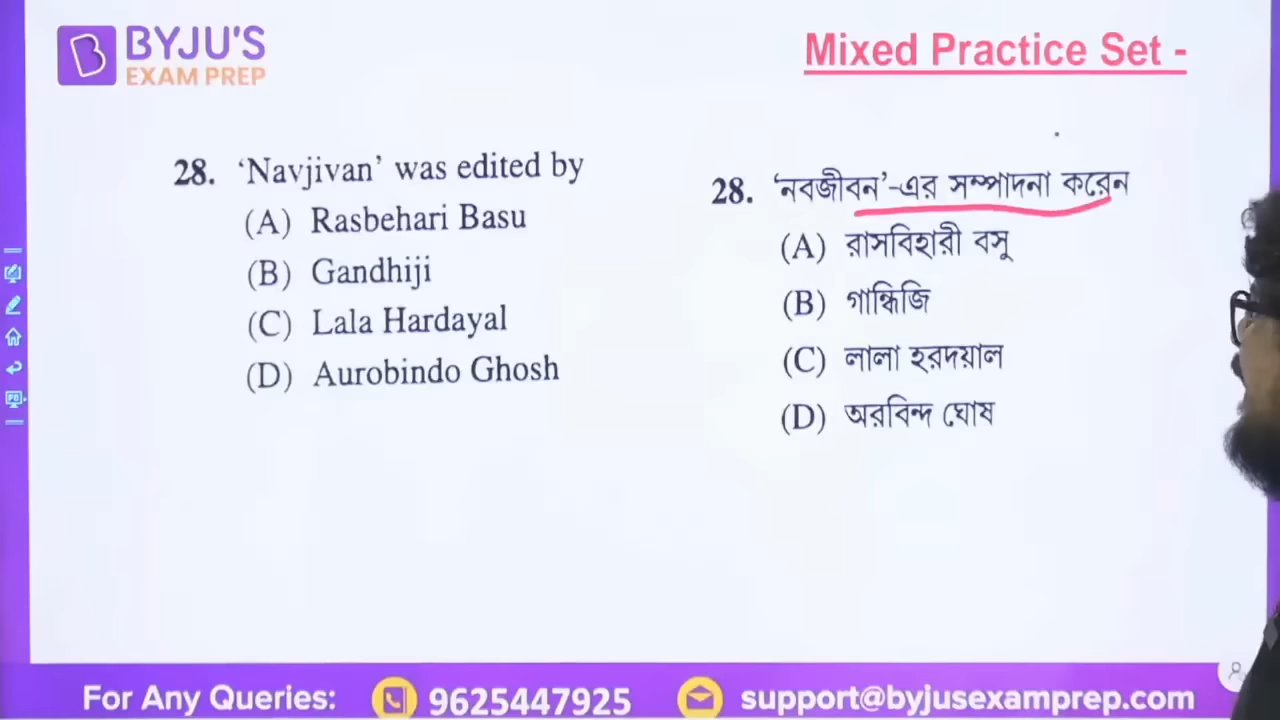 BYJU'S
EXAM PREP
Mixed Practice Set -
28. 'Navjivan' was edited by
(A) Rasbehari Basu
(B) Gandhiji
(C) Lala Hardayal
(D) Aurobindo Ghosh
28. 'নবজীবন'-এর সম্পাদনা করেন
(A) রাসবিহারী বসু
(B) গান্ধিজি
(C) লালা হরদয়াল
(D) অরবিন্দ ঘোষ
For Any Queries: 9625447925 support@byjusexamprep.com